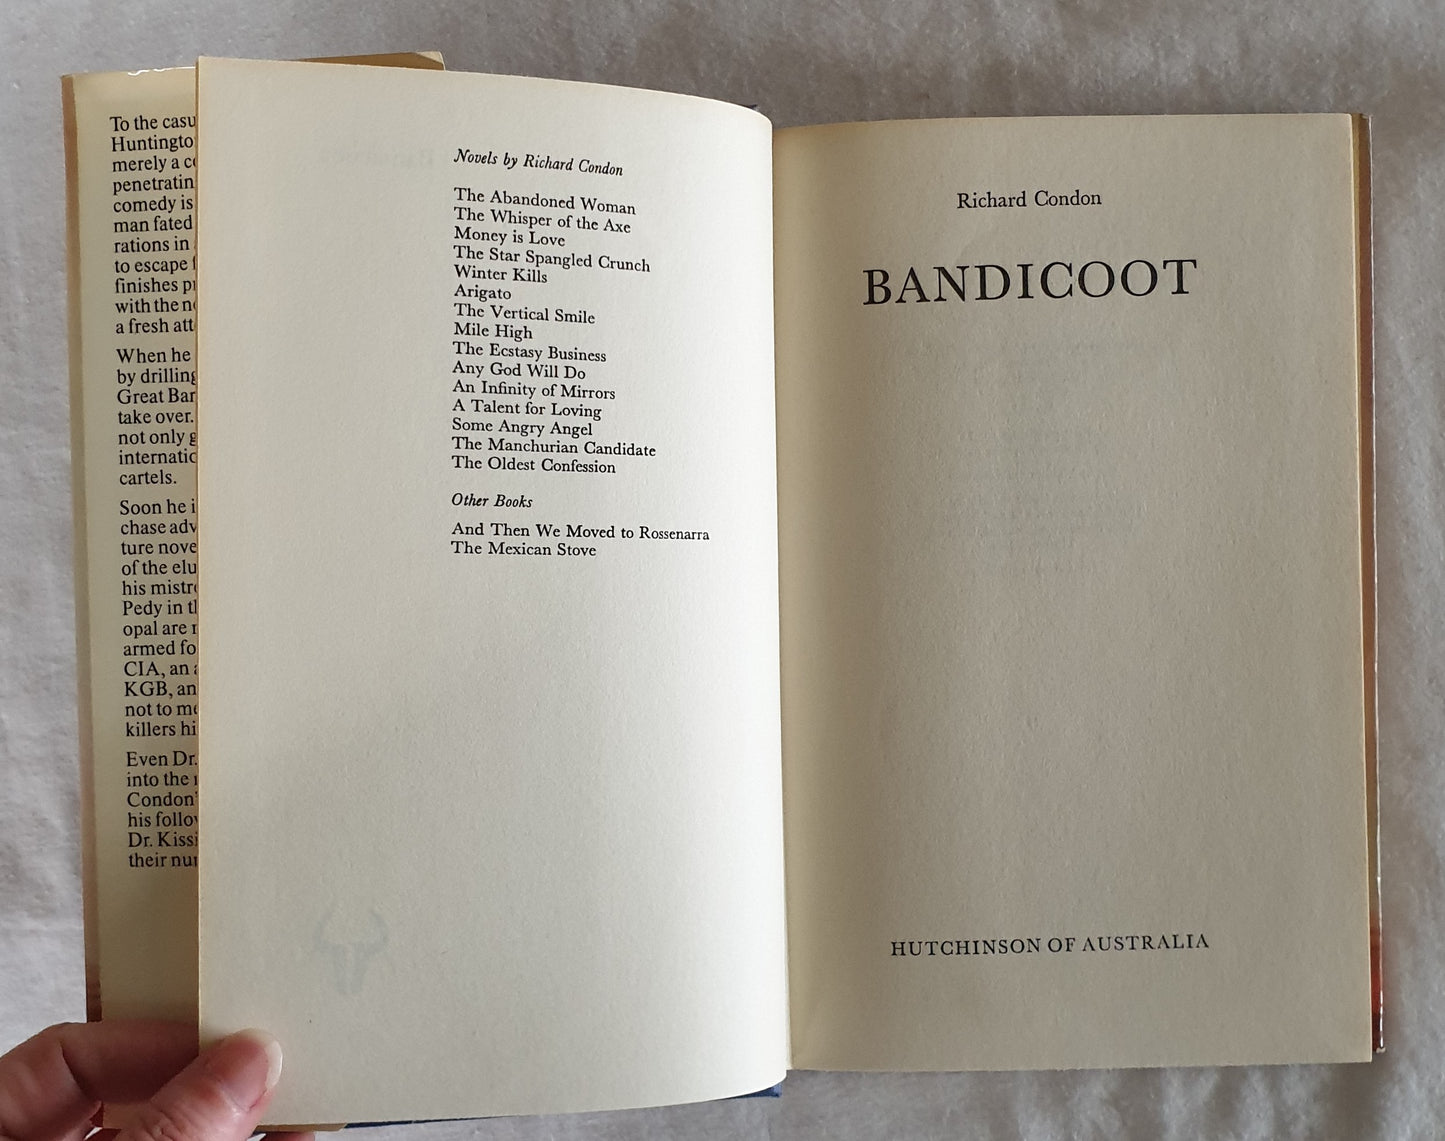 To the casu
Huntingto
merely a c
penetratin
comedy is
man fated
rations in
to escape
finishes p
with the n
a fresh att
When he
by drilling
Great Bar
take over.
not only g
internatio
cartels.
Soon he i
chase adv
ture nove
of the elu
his mistr
Pedy in t
opal are
armed fo
CIA, an a
KGB, an
not to m
killers hi
Even Dr.
into the
Condon'
his follo
Dr. Kissi
their nu
Novels by Richard Condon
The Abandoned Woman
The Whisper of the Axe
Money is Love
The Star Spangled Crunch
Winter Kills
Arigato
The Vertical Smile
Mile High
The Ecstasy Business
Any God Will Do
An Infinity of Mirrors
A Talent for Loving
Some Angry Angel
The Manchurian Candidate
The Oldest Confession
Other Books
And Then We Moved to Rossenarra
The Mexican Stove
Richard Condon
BANDICOOT
HUTCHINSON OF AUSTRALIA